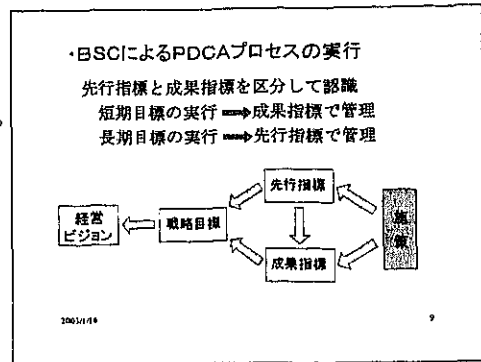 ・BSCによるPDCAプロセスの実行
先行指標と成果指標を区分して認識
短期目標の実行➡成果指標で管理
長期目標の実行➡先行指標で管理
先行指標
経営
ビジョン
戦略目標
施策
成果指標
2003/1/16
9